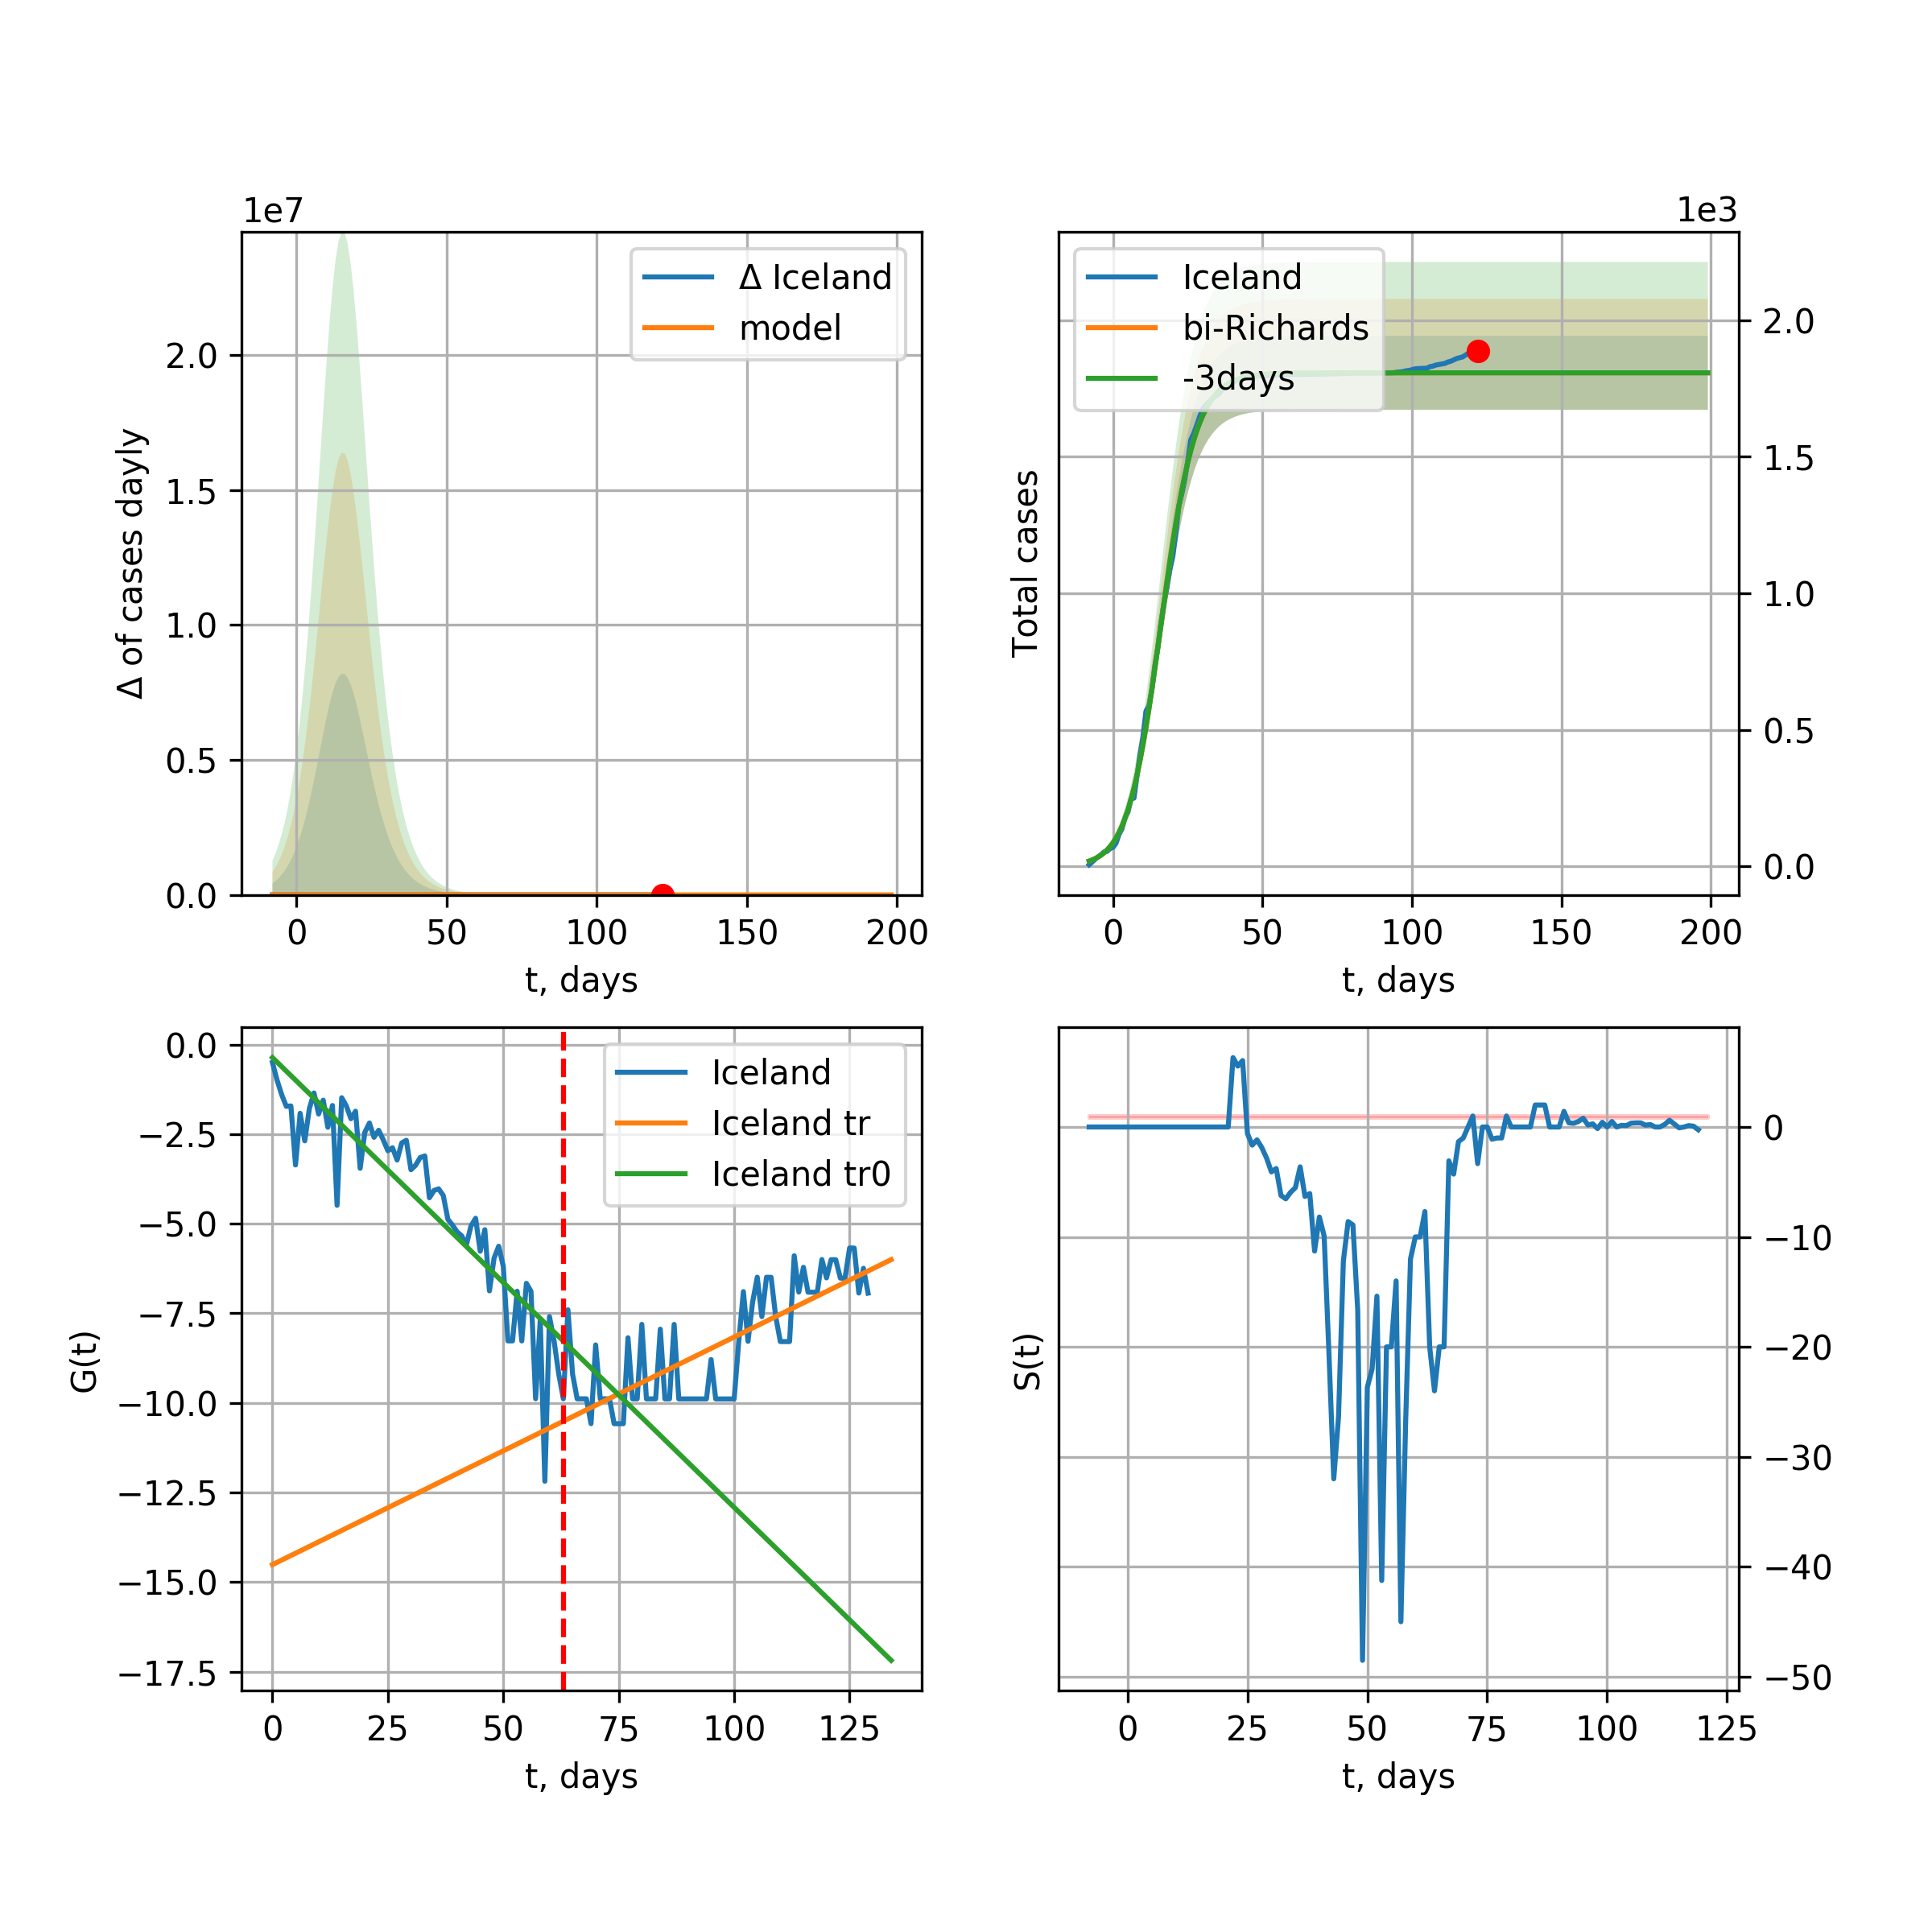 1e7
Δ Iceland
model
2.0
1.5
1.0
0.5
0.0
Δ of cases dayly
0 50 100 150 200
t, days
1e3
Iceland
bi-Richards
-3days
2.0
1.5
1.0
0.5
0.0
Total cases
0 50 100 150 200
t, days
Iceland
Iceland tr
Iceland tr0
0.0
−2.5
−5.0
−7.5
−10.0
−12.5
−15.0
−17.5
G(t)
0 25 50 75 100 125
t, days
0
−10
−20
−30
−40
−50
S(t)
0 25 50 75 100 125
t, days